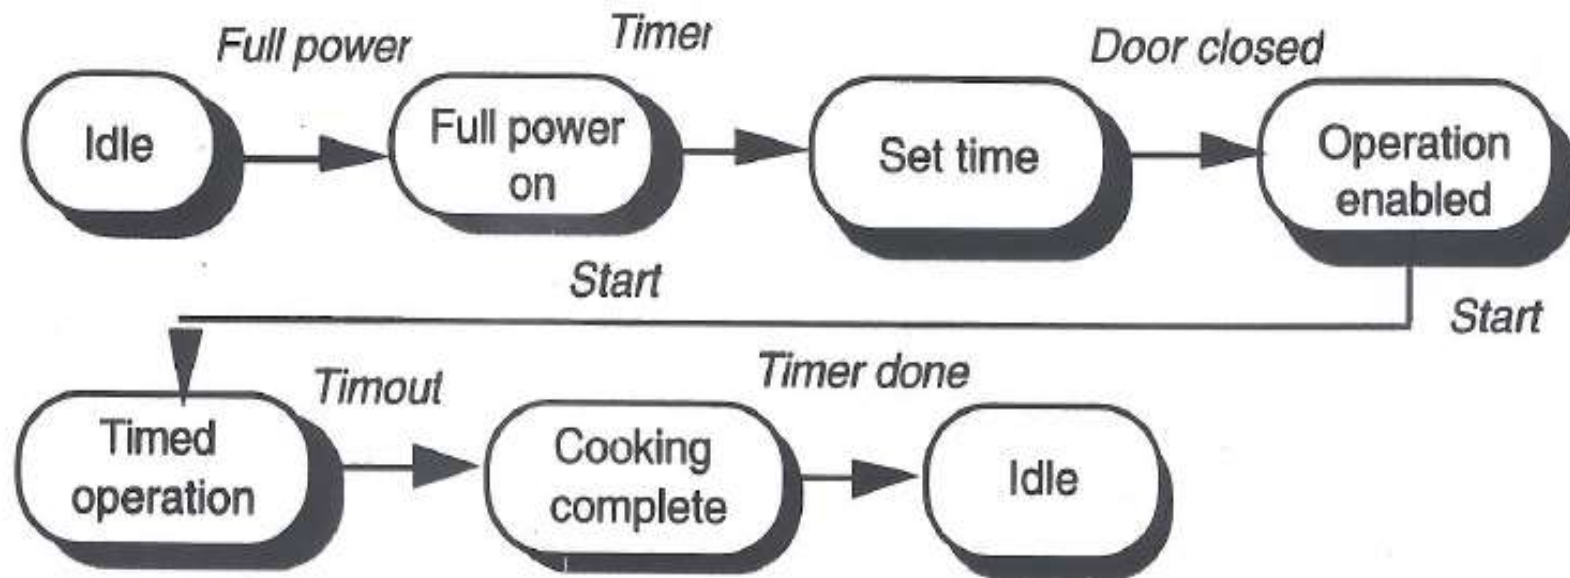 Full power
Timer
Door closed
Idle
Full power
on
Set time
Operation
enabled
Start
Start
Timout
Timer done
Timed
operation
Cooking
complete
Idle